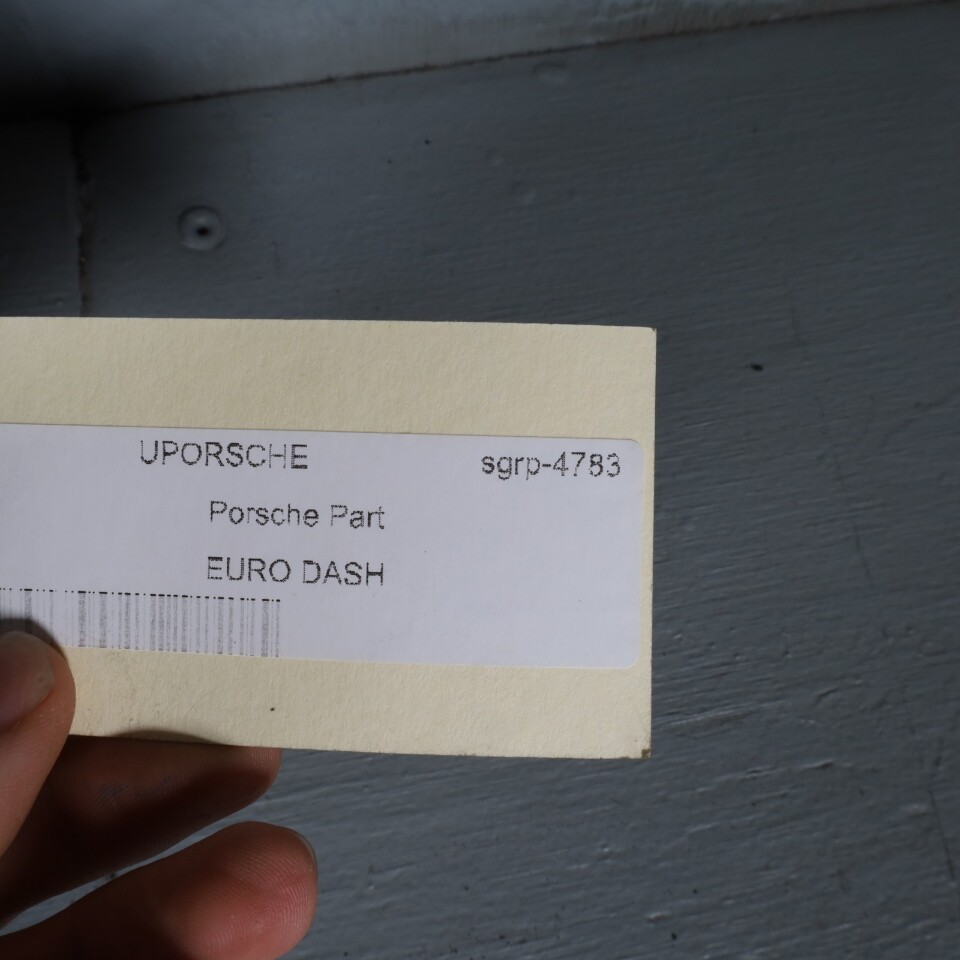 UPORSCHE sgrp-4783
Porsche Part
EURO DASH